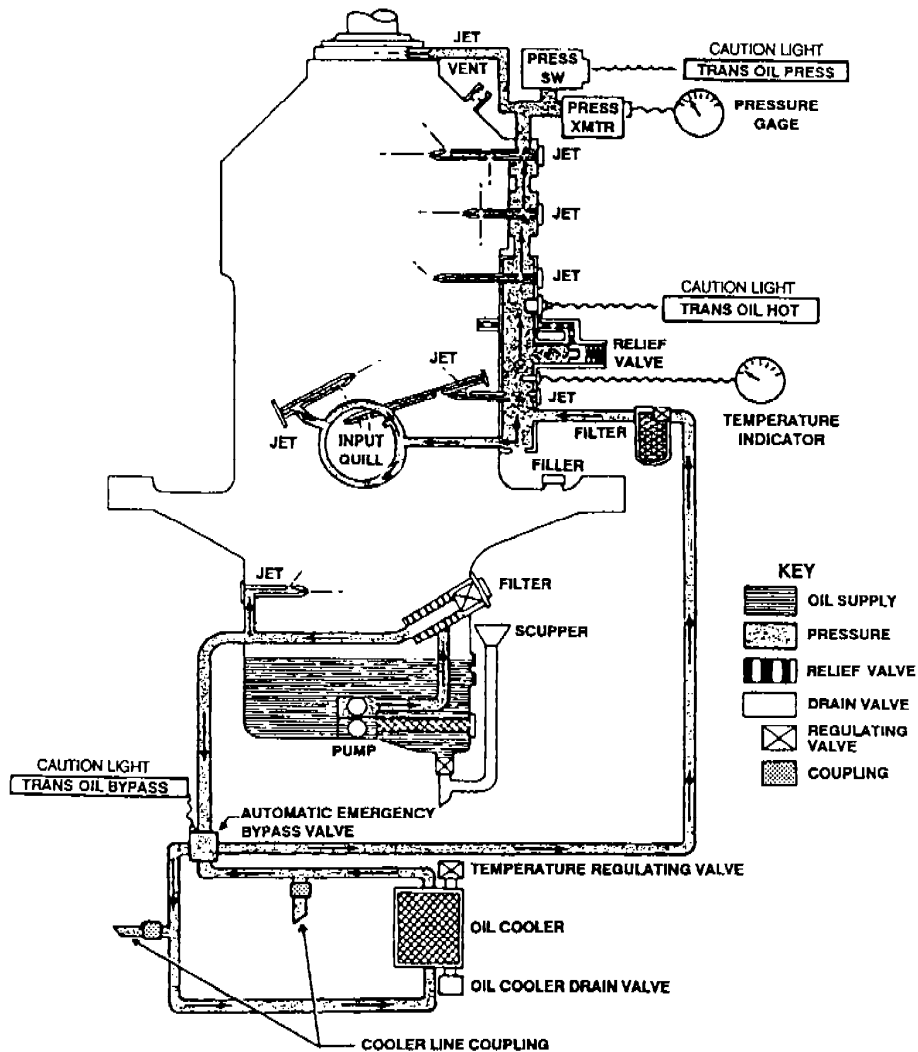 JET
VENT
PRESS
SW
CAUTION LIGHT
TRANS OIL PRESS
PRESS
XMTR
PRESSURE
GAGE
JET
JET
JET
CAUTION LIGHT
TRANS OIL HOT
RELIEF
VALVE
JET
JET
TEMPERATURE
INDICATOR
JET
INPUT
QUILL
FILTER
FILLER
JET
FILTER
SCUPPER
PUMP
KEY
OIL SUPPLY
PRESSURE
RELIEF VALVE
DRAIN VALVE
REGULATING
VALVE
COUPLING
CAUTION LIGHT
TRANS OIL BYPASS
AUTOMATIC EMERGENCY
BYPASS VALVE
TEMPERATURE REGULATING VALVE
OIL COOLER
OIL COOLER DRAIN VALVE
COOLER LINE COUPLING